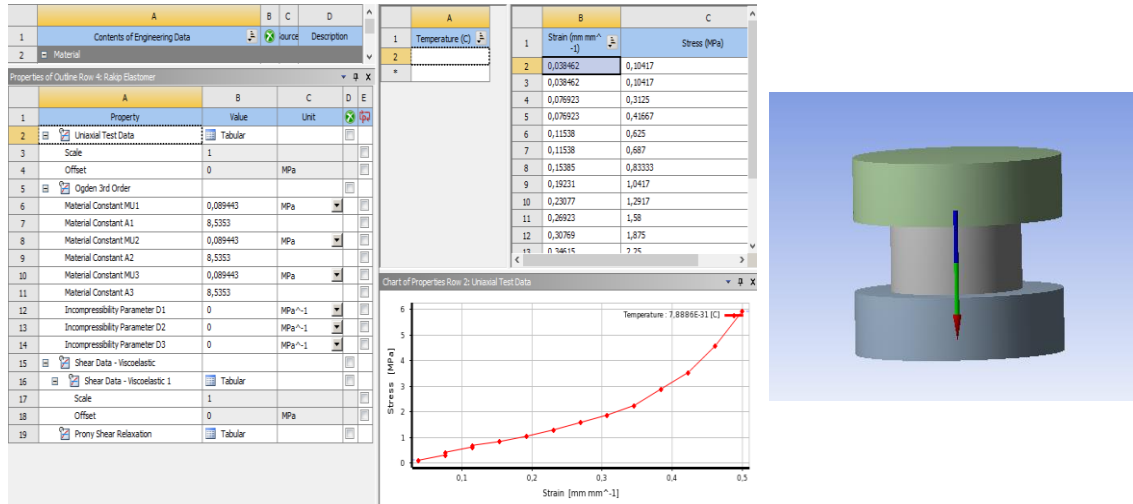 A B C D
1 Contents of Engineering Data ource Description
2 Material
Properties of Outline Row 4: Rakip Elastomer
A B C D E
1 Property Value Unit
2 Uniaxial Test Data Tabular
3 Scale 1
4 Offset 0 MPa
5 Ogden 3rd Order
6 Material Constant MU1 0,089443 MPa
7 Material Constant A1 8,5353
8 Material Constant MU2 0,089443 MPa
9 Material Constant A2 8,5353
10 Material Constant MU3 0,089443 MPa
11 Material Constant A3 8,5353
12 Incompressibility Parameter D1 0 MPa^-1
13 Incompressibility Parameter D2 0 MPa^-1
14 Incompressibility Parameter D3 0 MPa^-1
15 Shear Data - Viscoelastic
16 Shear Data - Viscoelastic 1 Tabular
17 Scale 1
18 Offset 0 MPa
19 Prony Shear Relaxation Tabular
A
1 Temperature (C)
2
*
B C
1 Strain (mm mm^
-1) Stress (MPa)
2 0,038462 0,10417
3 0,038462 0,10417
4 0,076923 0,3125
5 0,076923 0,41667
6 0,11538 0,625
7 0,11538 0,687
8 0,15385 0,83333
9 0,19231 1,0417
10 0,23077 1,2917
11 0,26923 1,58
12 0,30769 1,875
13 0,34615 2,25
Chart of Properties Row 2: Uniaxial Test Data
Temperature : 7,8886E-31 [C]
6
5
4
3
2
1
0
Stress [MPa]
0,1 0,2 0,3 0,4 0,5
Strain [mm mm^-1]